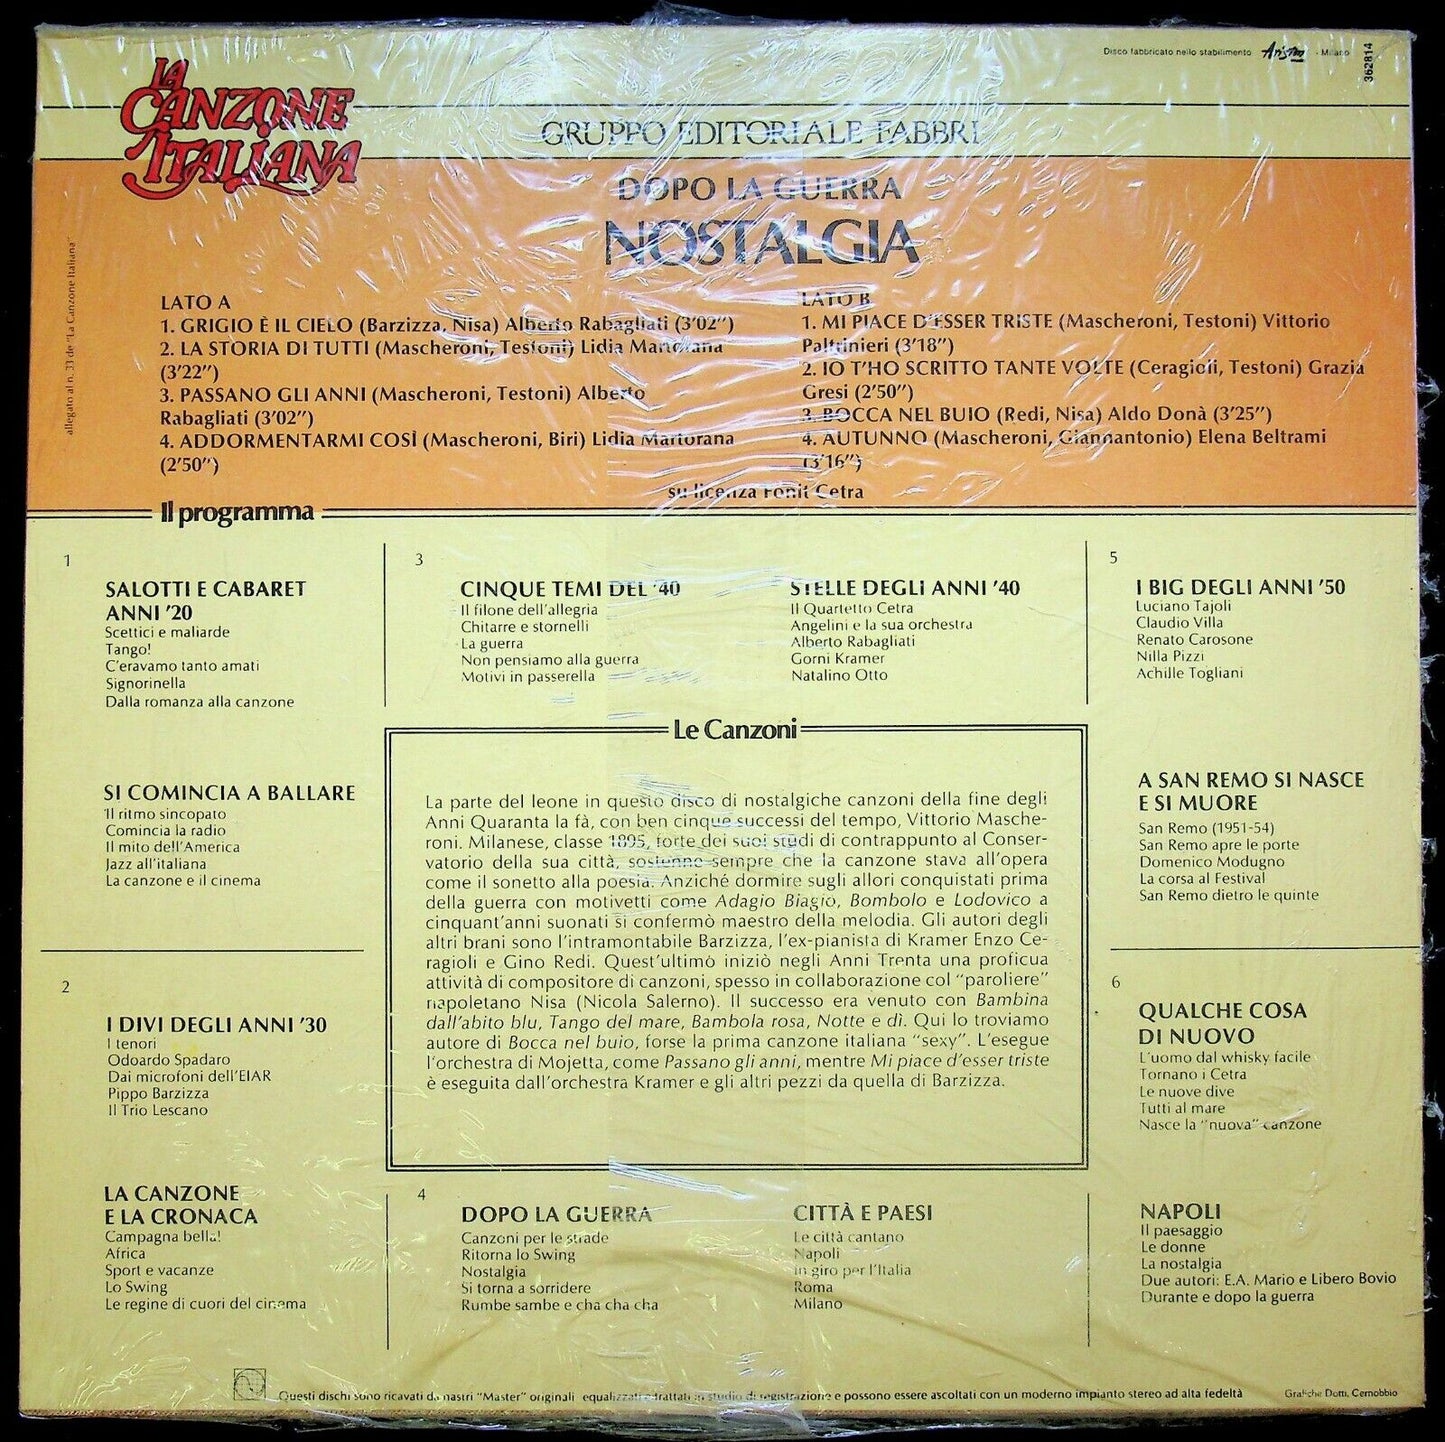 Disco fabbricato nello stabilimento Ariston - Milano
362814
LA
CANZONE
ITALIANA
GRUPPO EDITORIALE FABBRI
DOPO LA GUERRA
NOSTALGIA
allegato al n. 33 de "La Canzone Italiana"
LATO A
1. GRIGIO È IL CIELO (Barzizza, Nisa) Alberto Rabagliati (3'02")
2. LA STORIA DI TUTTI (Mascheroni, Testoni) Lidia Martorana
(3'22")
3. PASSANO GLI ANNI (Mascheroni, Testoni) Alberto
Rabagliati (3'02")
4. ADDORMENTARMI COSÌ (Mascheroni, Biri) Lidia Martorana
(2'50")
LATO B
1. MI PIACE D'ESSER TRISTE (Mascheroni, Testoni) Vittorio
Paltrinieri (3'18")
2. IO T'HO SCRITTO TANTE VOLTE (Ceragioli, Testoni) Grazia
Gresi (2'50")
3. BOCCA NEL BUIO (Redi, Nisa) Aldo Donà (3'25")
4. AUTUNNO (Mascheroni, Giannantonio) Elena Beltrami
(3'16")
su licenza Fonit Cetra
Il programma
1
SALOTTI E CABARET
ANNI '20
Scettici e maliarde
Tango!
C'eravamo tanto amati
Signorinella
Dalla romanza alla canzone
SI COMINCIA A BALLARE
Il ritmo sincopato
Comincia la radio
Il mito dell'America
Jazz all'italiana
La canzone e il cinema
2
I DIVI DEGLI ANNI '30
I tenori
Odoardo Spadaro
Dai microfoni dell'EIAR
Pippo Barzizza
Il Trio Lescano
LA CANZONE
E LA CRONACA
Campagna bella!
Africa
Sport e vacanze
Lo Swing
Le regine di cuori del cinema
3
CINQUE TEMI DEL '40
Il filone dell'allegria
Chitarre e stornelli
La guerra
Non pensiamo alla guerra
Motivi in passerella
STELLE DEGLI ANNI '40
Il Quartetto Cetra
Angelini e la sua orchestra
Alberto Rabagliati
Gorni Kramer
Natalino Otto
Le Canzoni
La parte del leone in questo disco di nostalgiche canzoni della fine degli
Anni Quaranta la fà, con ben cinque successi del tempo, Vittorio Masche-
roni. Milanese, classe 1895, forte dei suoi studi di contrappunto al Conser-
vatorio della sua città, sostenne sempre che la canzone stava all'opera
come il sonetto alla poesia. Anziché dormire sugli allori conquistati prima
della guerra con motivetti come Adagio Biagio, Bombolo e Lodovico a
cinquant'anni suonati si confermò maestro della melodia. Gli autori degli
altri brani sono l'intramontabile Barzizza, l'ex-pianista di Kramer Enzo Ce-
ragioli e Gino Redi. Quest'ultimo iniziò negli Anni Trenta una proficua
attività di compositore di canzoni, spesso in collaborazione col "paroliere"
napoletano Nisa (Nicola Salerno). Il successo era venuto con Bambina
dall'abito blu, Tango del mare, Bambola rosa, Notte e dì. Qui lo troviamo
autore di Bocca nel buio, forse la prima canzone italiana "sexy". L'esegue
l'orchestra di Mojetta, come Passano gli anni, mentre Mi piace d'esser triste
è eseguita dall'orchestra Kramer e gli altri pezzi da quella di Barzizza.
4
DOPO LA GUERRA
Canzoni per le strade
Ritorna lo Swing
Nostalgia
Si torna a sorridere
Rumbe sambe e cha cha cha
CITTÀ E PAESI
Le città cantano
Napoli
In giro per l'Italia
Roma
Milano
5
I BIG DEGLI ANNI '50
Luciano Tajoli
Claudio Villa
Renato Carosone
Nilla Pizzi
Achille Togliani
A SAN REMO SI NASCE
E SI MUORE
San Remo (1951-54)
San Remo apre le porte
Domenico Modugno
La corsa al Festival
San Remo dietro le quinte
6
QUALCHE COSA
DI NUOVO
L'uomo dal whisky facile
Tornano i Cetra
Le nuove dive
Tutti al mare
Nasce la "nuova" canzone
NAPOLI
Il paesaggio
Le donne
La nostalgia
Due autori: E.A. Mario e Libero Bovio
Durante e dopo la guerra
Questi dischi sono ricavati da nastri "Master" originali equalizzati e trattati in studio di registrazione e possono essere ascoltati con un moderno impianto stereo ad alta fedeltà
Grafiche Dotti, Cernobbio